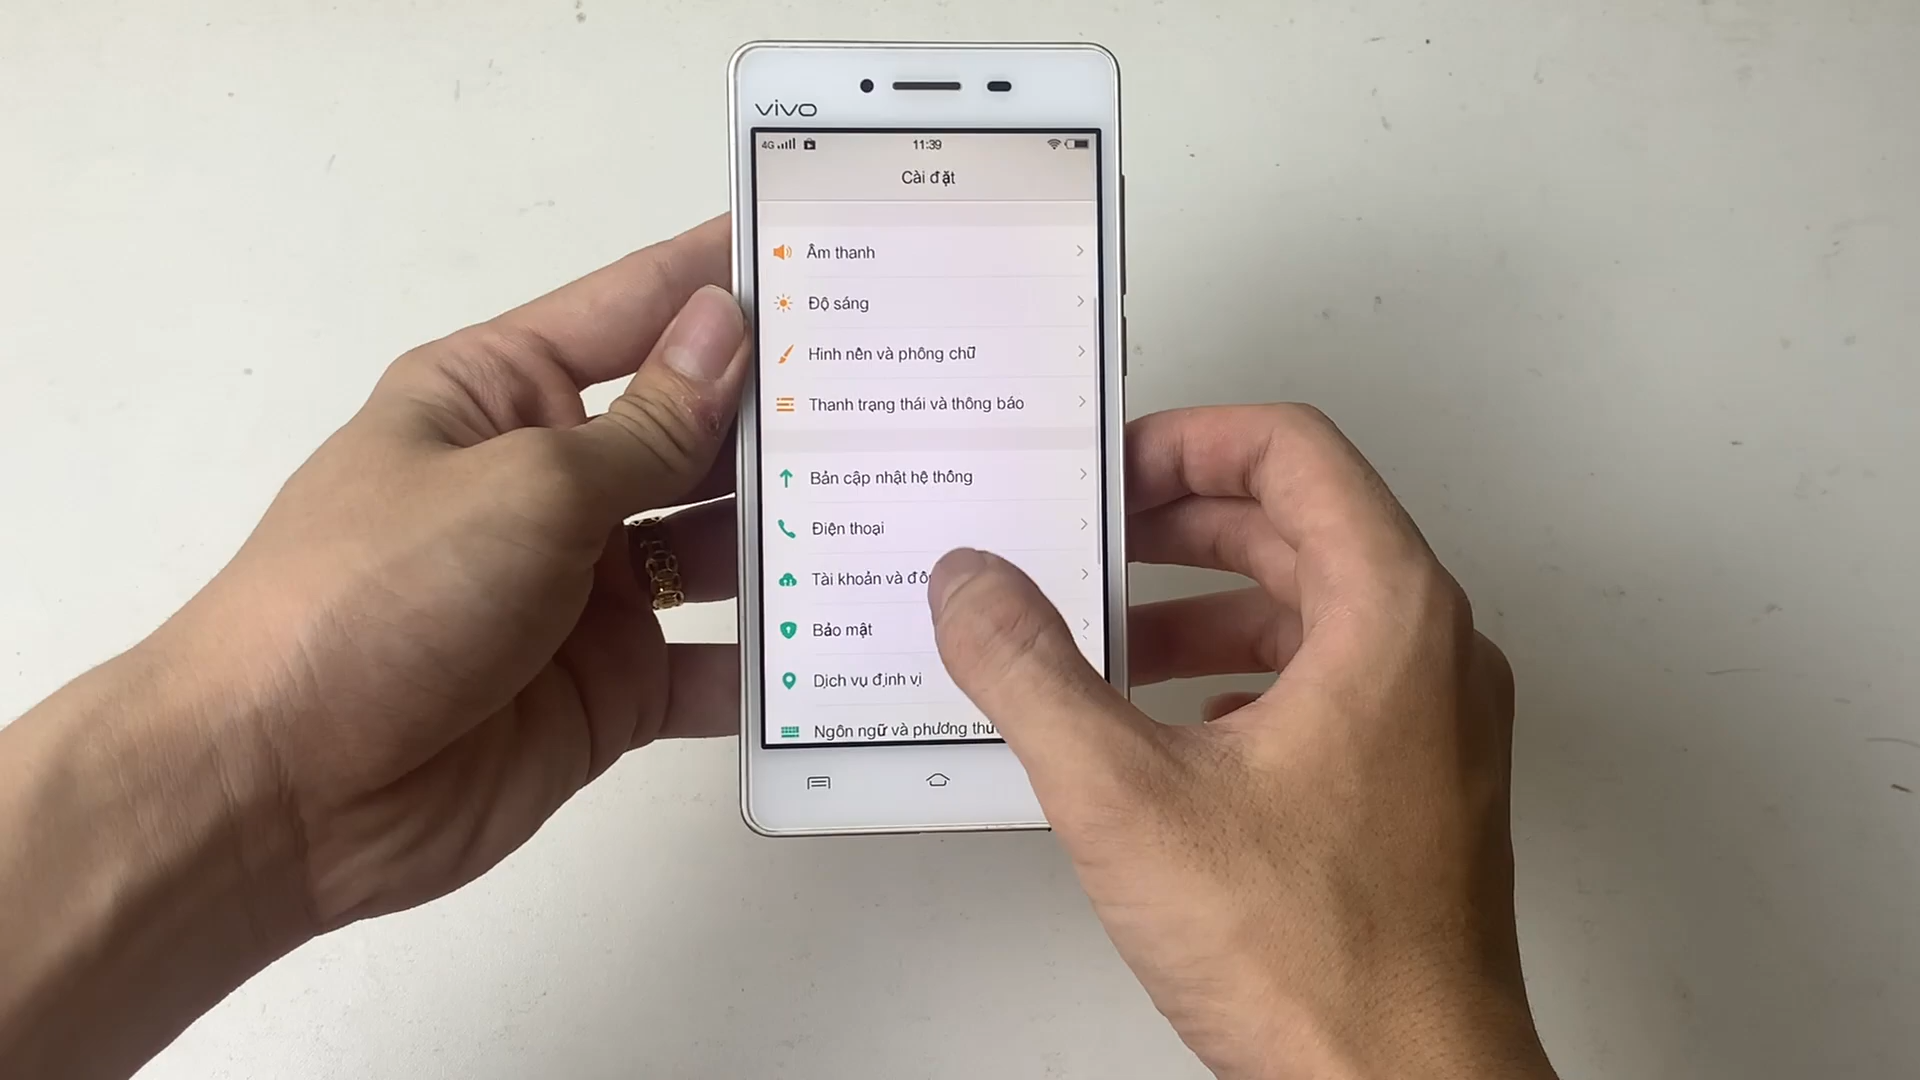 vivo
4G 11:39
Cài đặt
Âm thanh
Độ sáng
Hình nền và phông chữ
Thanh trạng thái và thông báo
Bản cập nhật hệ thống
Điện thoại
Tài khoản và
Bảo mật
Dịch vụ định vị
Ngôn ngữ và phương